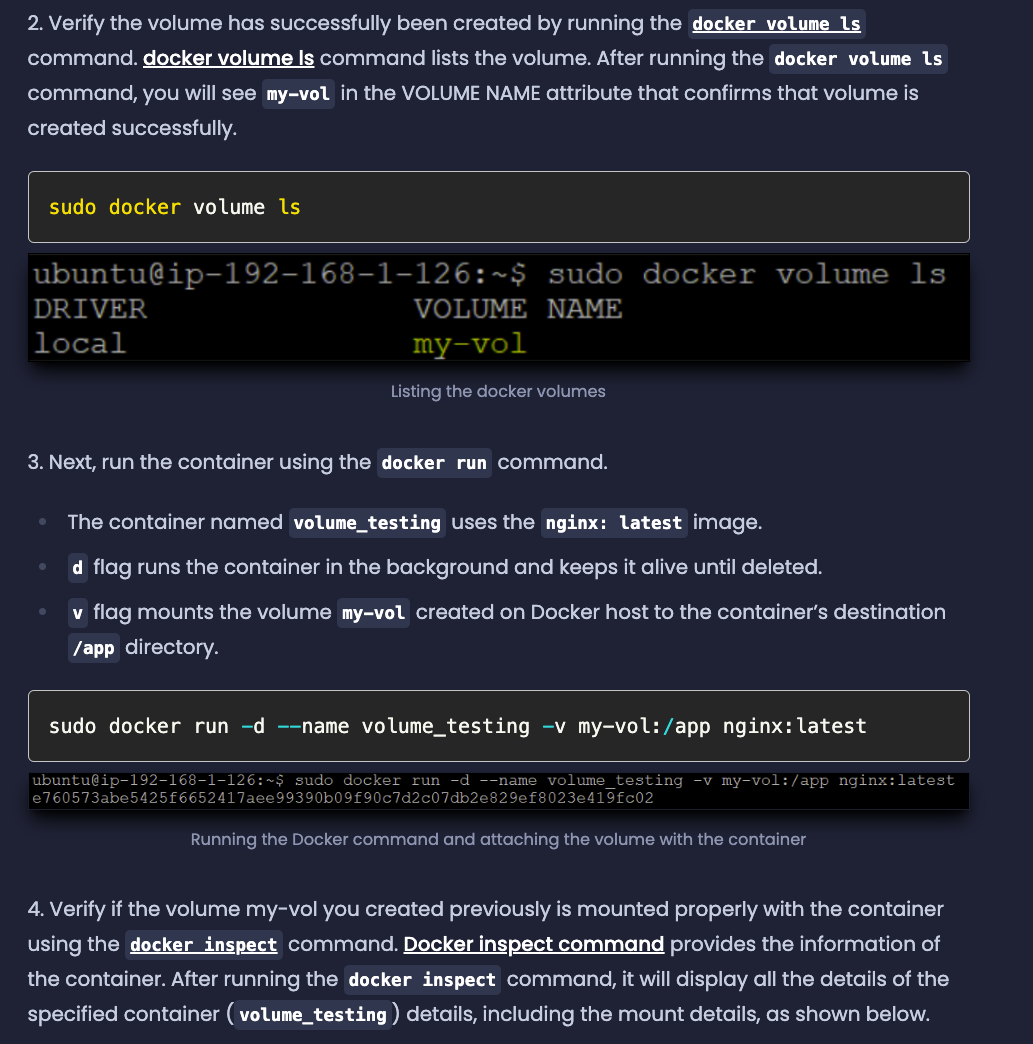 2. Verify the volume has successfully been created by running the docker volume ls
command. docker volume ls command lists the volume. After running the docker volume ls
command, you will see my-vol in the VOLUME NAME attribute that confirms that volume is
created successfully.
sudo docker volume ls
ubuntu@ip-192-168-1-126:~$ sudo docker volume ls
DRIVER VOLUME NAME
local my-vol
Listing the docker volumes
3. Next, run the container using the docker run command.
• The container named volume_testing uses the nginx: latest image.
• d flag runs the container in the background and keeps it alive until deleted.
• v flag mounts the volume my-vol created on Docker host to the container’s destination
/app directory.
sudo docker run -d --name volume_testing -v my-vol:/app nginx:latest
ubuntu@ip-192-168-1-126:~$ sudo docker run -d --name volume_testing -v my-vol:/app nginx:latest
e760573abe5425f6652417aee99390b09f90c7d2c07db2e829ef8023e419fc02
Running the Docker command and attaching the volume with the container
4. Verify if the volume my-vol you created previously is mounted properly with the container
using the docker inspect command. Docker inspect command provides the information of
the container. After running the docker inspect command, it will display all the details of the
specified container ( volume_testing ) details, including the mount details, as shown below.